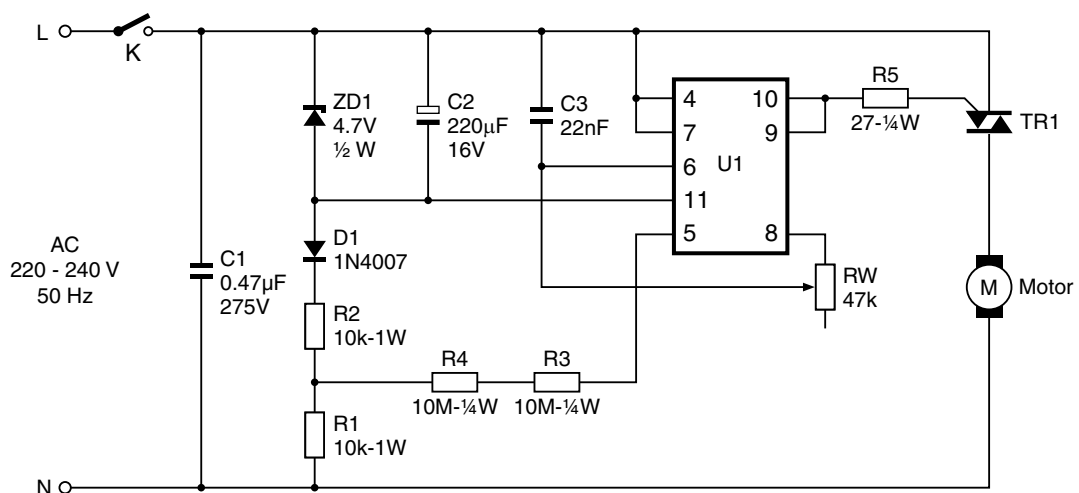 L
K
ZD1
4.7V
½ W
C2
220μF
16V
C3
22nF
4
7
6
11
5
10
9
8
U1
R5
27-¼W
TR1
AC
220 - 240 V
50 Hz
C1
0.47μF
275V
D1
1N4007
R2
10k-1W
RW
47k
M
Motor
R4
10M-¼W
R3
10M-¼W
R1
10k-1W
N